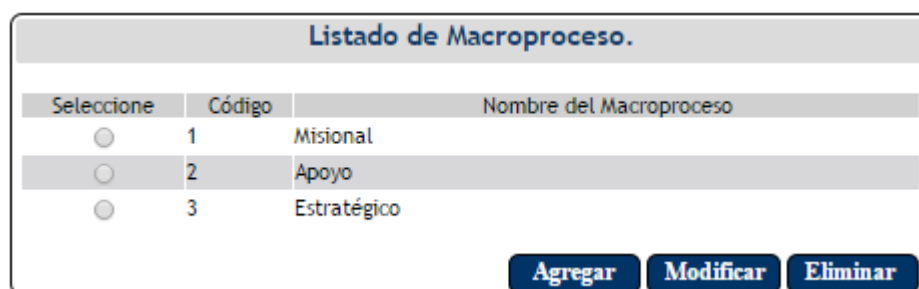 Listado de Macroproceso.
Seleccione Código Nombre del Macroproceso
1 Misional
2 Apoyo
3 Estratégico
Agregar Modificar Eliminar